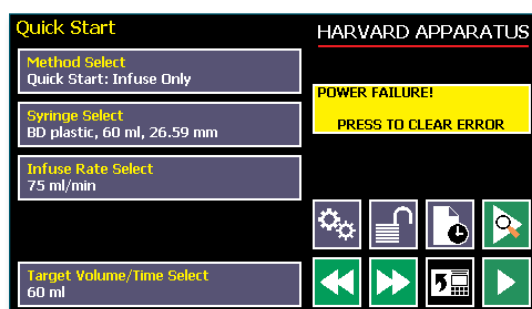 Quick Start
HARVARD APPARATUS
Method Select
Quick Start: Infuse Only
POWER FAILURE!
PRESS TO CLEAR ERROR
Syringe Select
BD plastic, 60 ml, 26.59 mm
Infuse Rate Select
75 ml/min
Target Volume/Time Select
60 ml